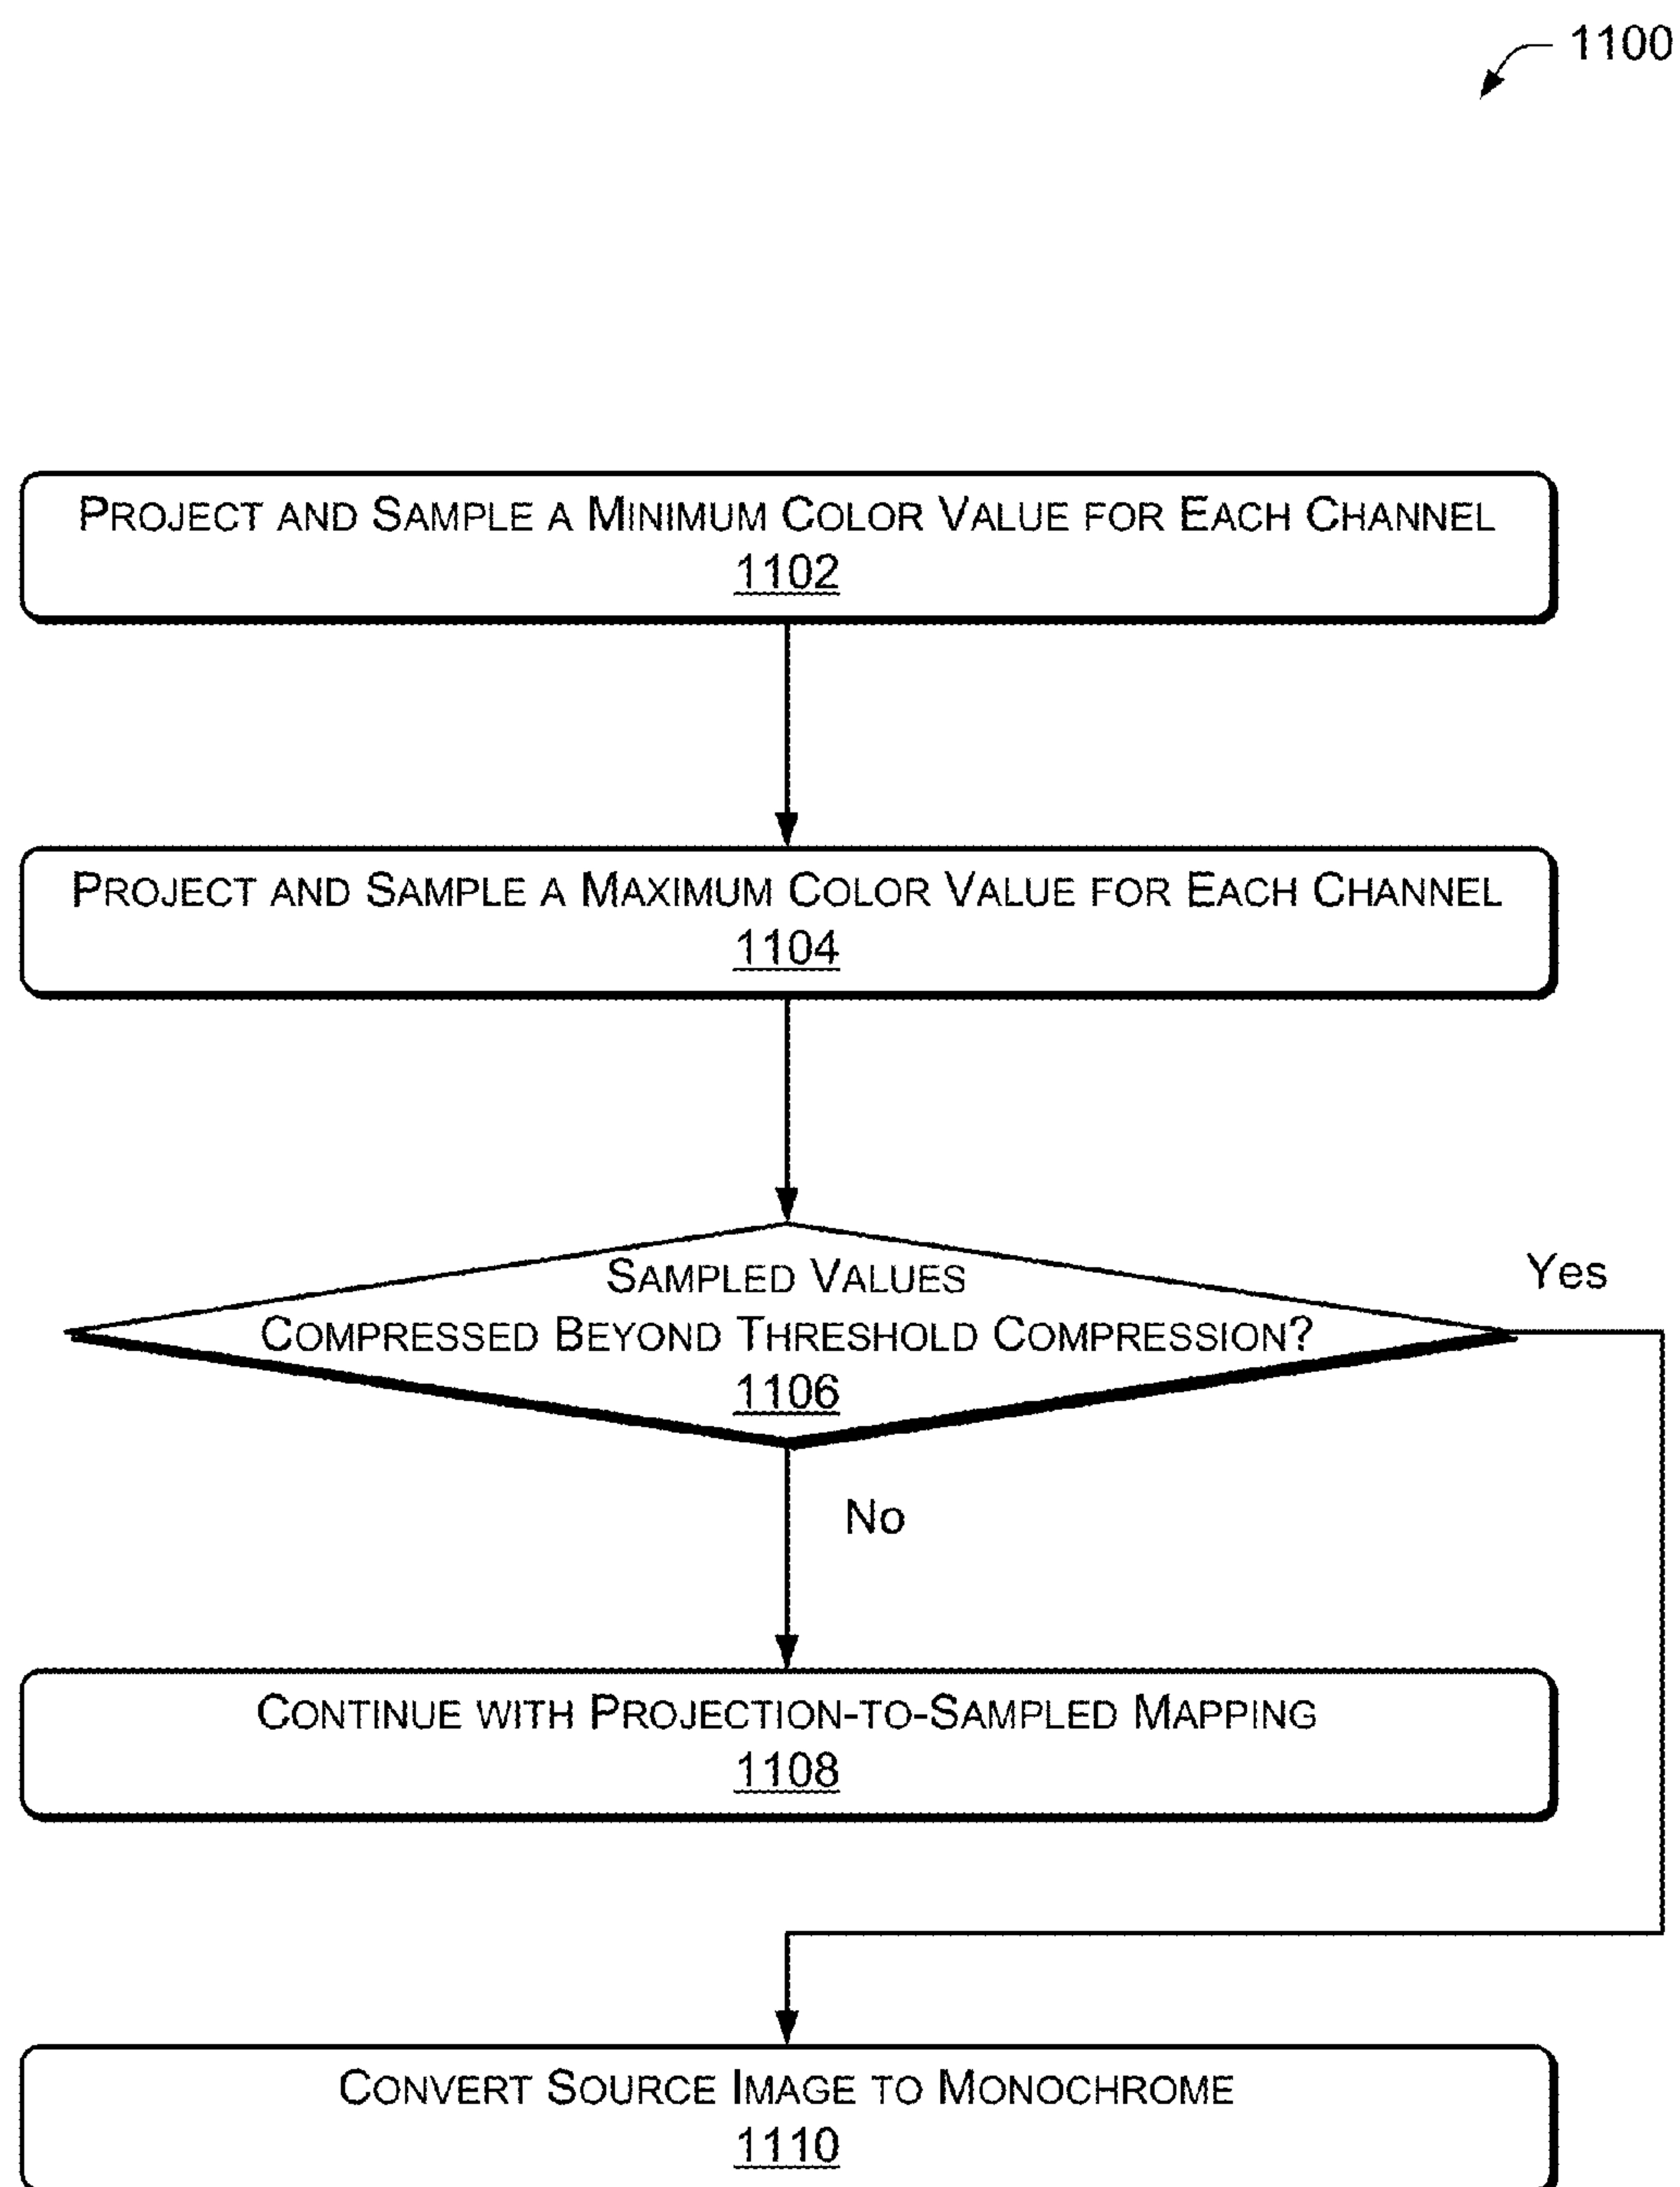 1100
PROJECT AND SAMPLE A MINIMUM COLOR VALUE FOR EACH CHANNEL
1102
PROJECT AND SAMPLE A MAXIMUM COLOR VALUE FOR EACH CHANNEL
1104
SAMPLED VALUES
COMPRESSED BEYOND THRESHOLD COMPRESSION?
1106
Yes
No
CONTINUE WITH PROJECTION-TO-SAMPLED MAPPING
1108
CONVERT SOURCE IMAGE TO MONOCHROME
1110